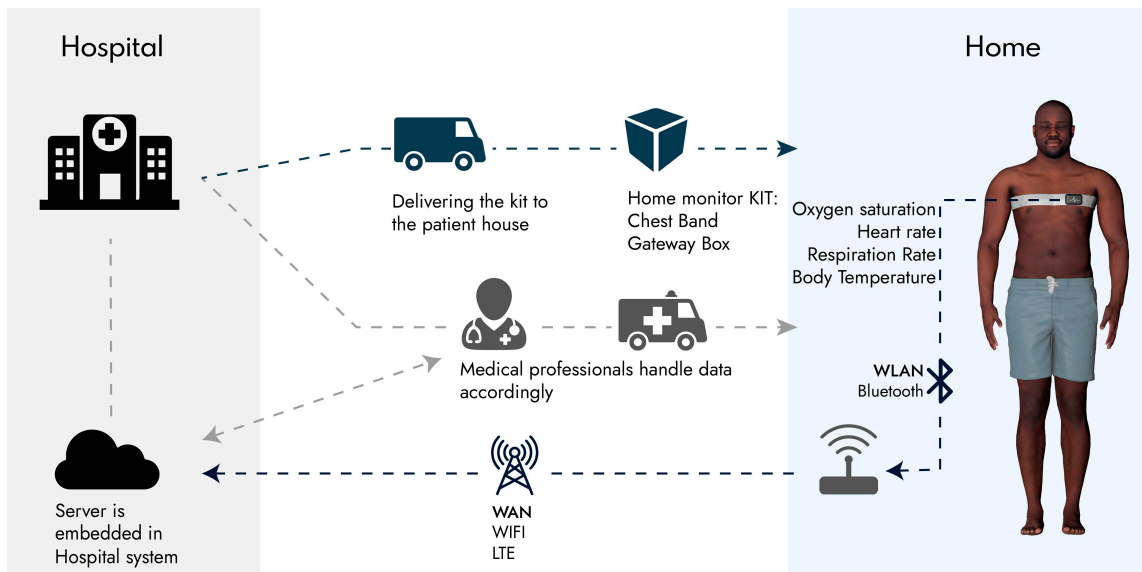 Hospital
Home
Delivering the kit to
the patient house
Home monitor KIT:
Chest Band
Gateway Box
Oxygen saturation
Heart rate
Respiration Rate
Body Temperature
Medical professionals handle data
accordingly
WLAN
Bluetooth
Server is
embedded in
Hospital system
WAN
WIFI
LTE